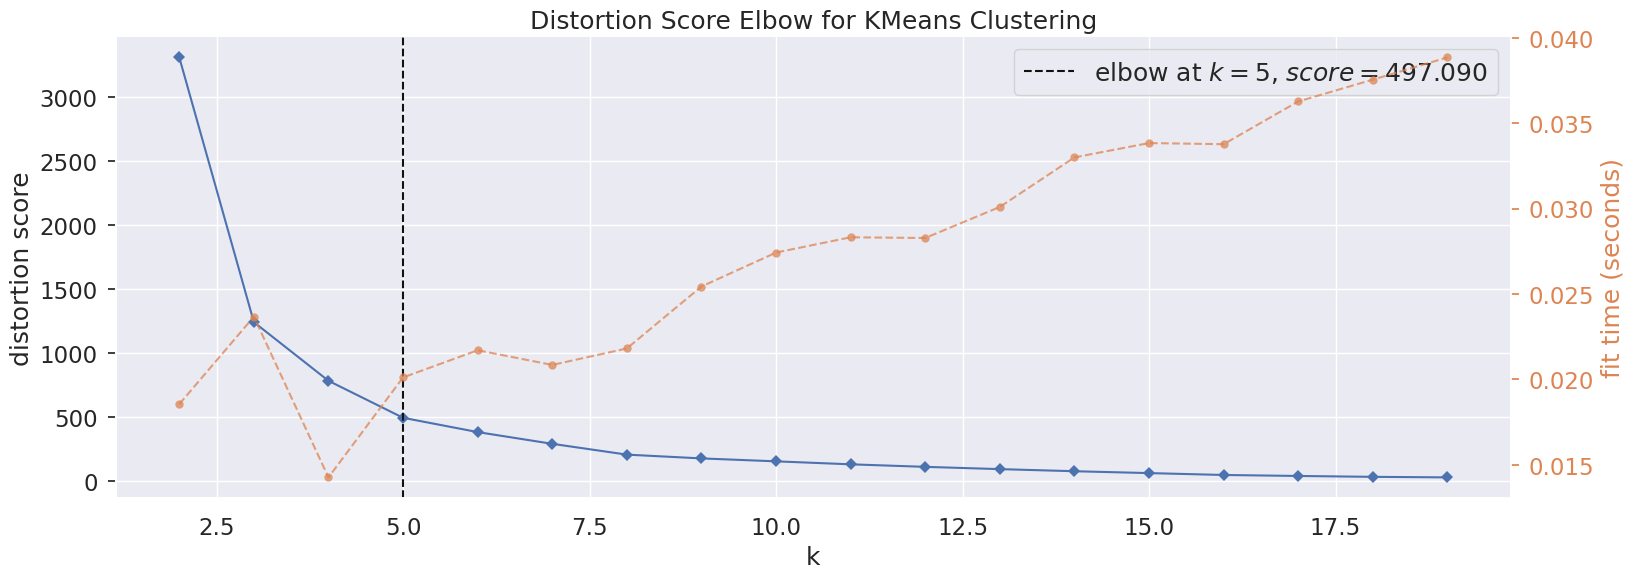 Distortion Score Elbow for KMeans Clustering
elbow at k = 5, score = 497.090
distortion score
3000
2500
2000
1500
1000
500
0
0.040
0.035
0.030
0.025
0.020
0.015
fit time (seconds)
2.5 5.0 7.5 10.0 12.5 15.0 17.5
k